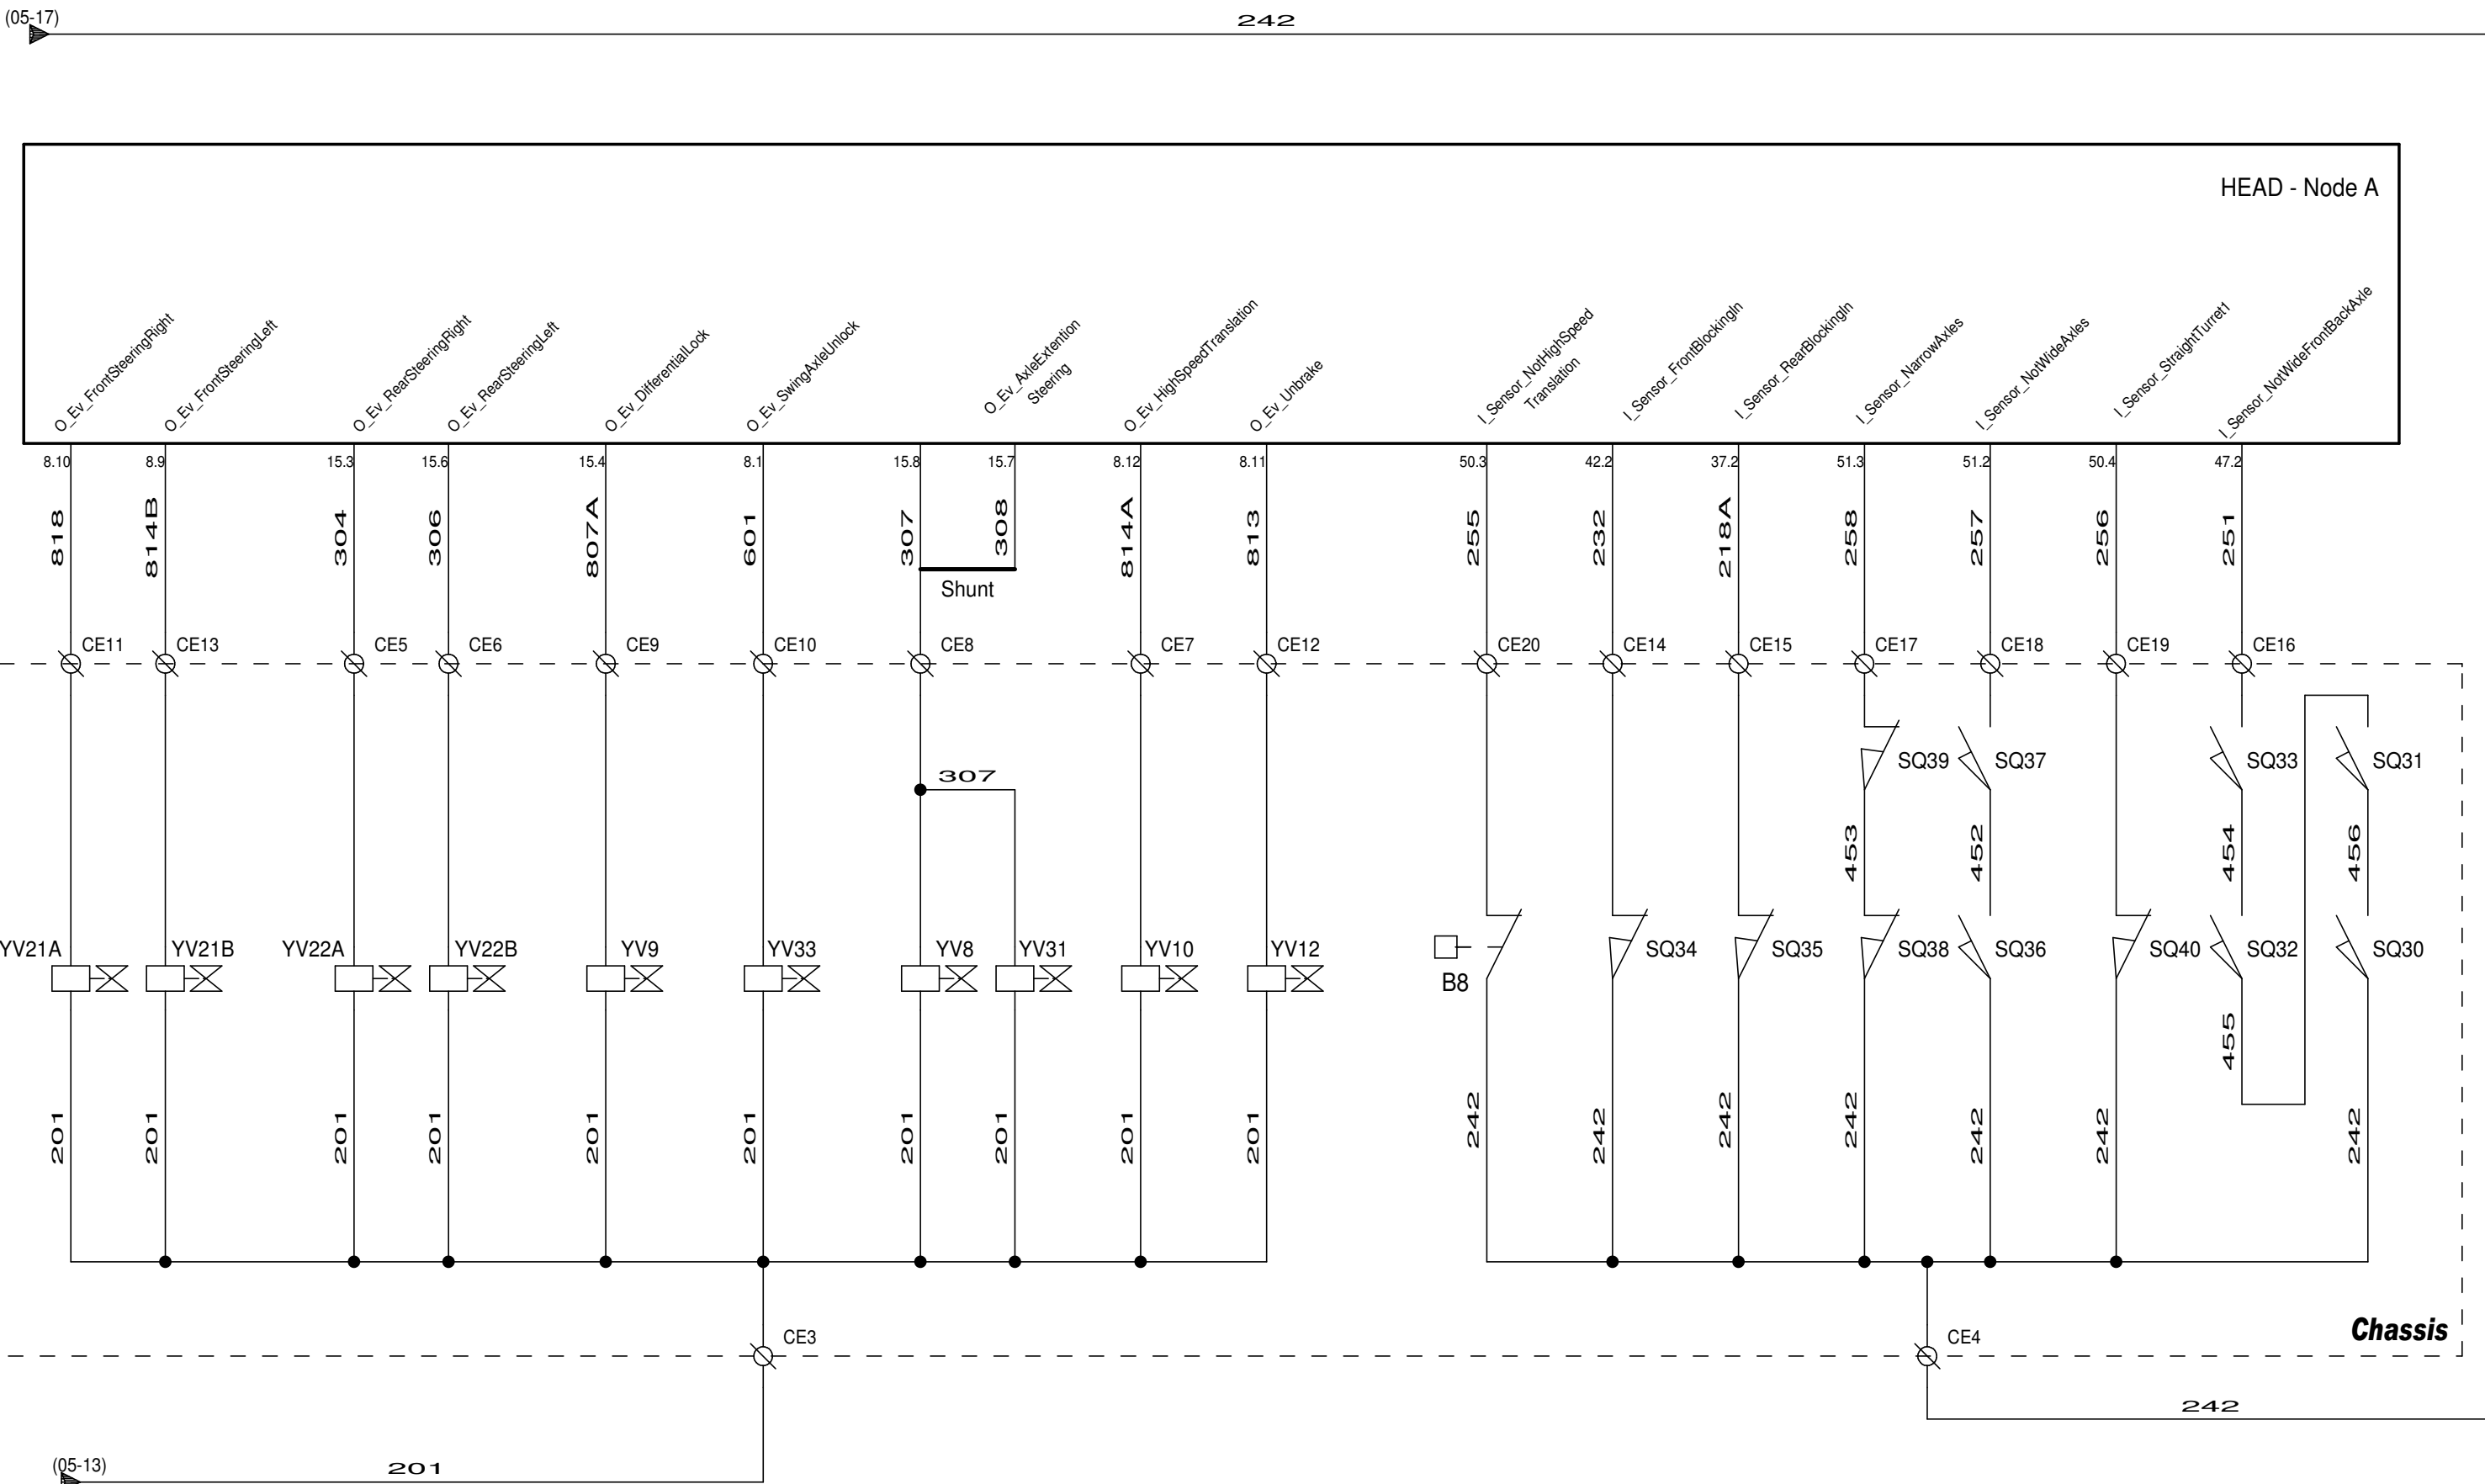 (05-17)
242
HEAD - Node A
O_Ev_FrontSteeringRight
O_Ev_FrontSteeringLeft
O_Ev_RearSteeringRight
O_Ev_RearSteeringLeft
O_Ev_DifferentialLock
O_Ev_SwingAxleUnlock
O_Ev_AxleExtention
Steering
O_Ev_HighSpeedTranslation
O_Ev_Unbrake
I_Sensor_NotHighSpeed
Translation
I_Sensor_FrontBlockingIn
I_Sensor_RearBlockingIn
I_Sensor_NarrowAxles
I_Sensor_NotWideAxles
I_Sensor_StraightTurret1
I_Sensor_NotWideFrontBackAxle
8.10 8.9 15.3 15.6 15.4 8.1 15.8 15.7 8.12 8.11 50.3 42.2 37.2 51.3 51.2 50.4 47.2
818 814B 304 306 807A 601 307 308 814A 813 255 232 218A 258 257 256 251
Shunt
CE11 CE13 CE5 CE6 CE9 CE10 CE8 CE7 CE12 CE20 CE14 CE15 CE17 CE18 CE19 CE16
SQ39 SQ37 SQ33 SQ31
307
453 452 454 456
YV21A YV21B YV22A YV22B YV9 YV33 YV8 YV31 YV10 YV12 SQ34 SQ35 SQ38 SQ36 SQ40 SQ32 SQ30
B8
455
201 201 201 201 201 201 201 201 201 201 242 242 242 242 242 242 242
Chassis
CE3 CE4
242
(05-13)
201